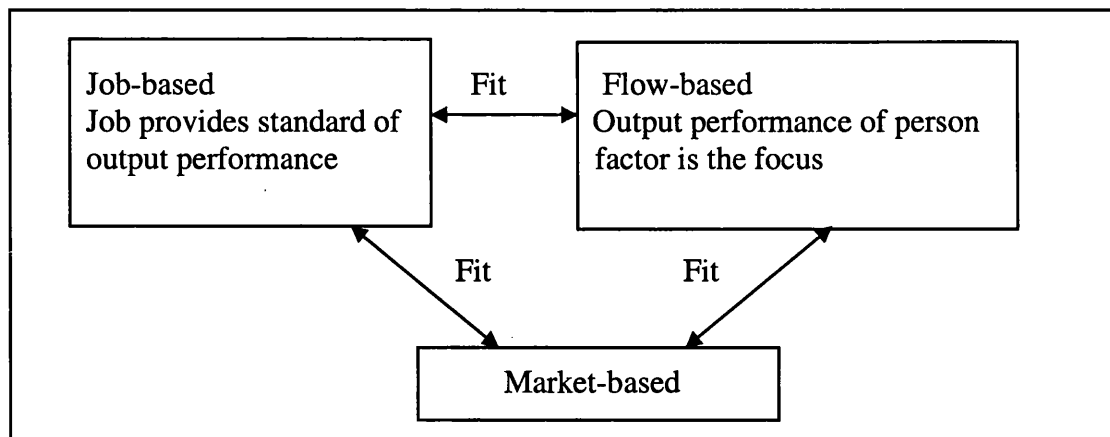 Job-based
Job provides standard of
output performance
Fit
Flow-based
Output performance of person
factor is the focus
Fit
Fit
Market-based